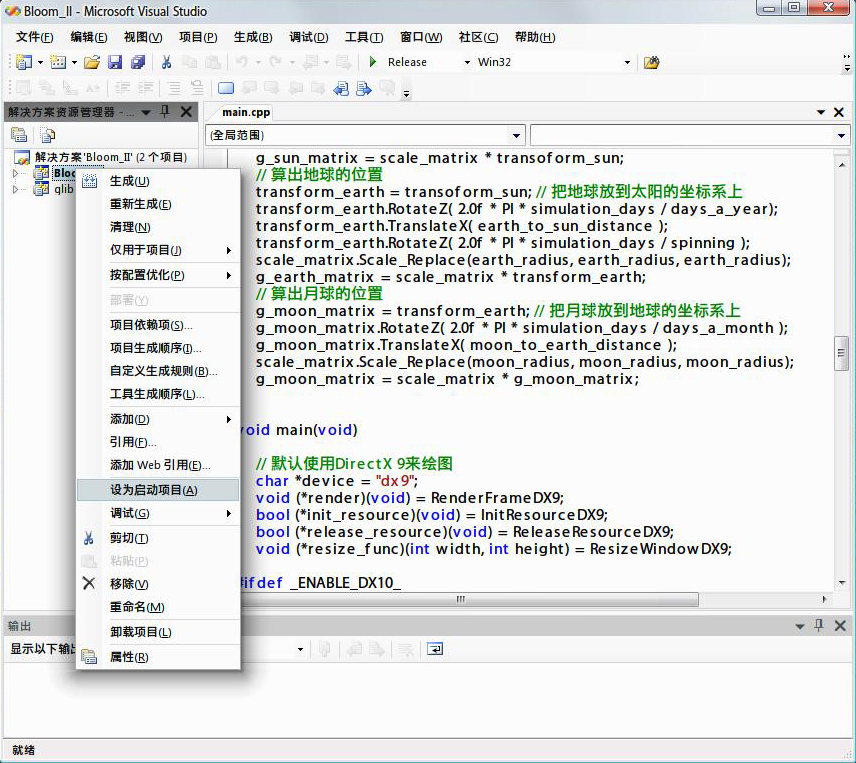 Bloom_II - Microsoft Visual Studio
文件(F) 编辑(E) 视图(V) 项目(P) 生成(B) 调试(D) 工具(T) 窗口(W) 社区(C) 帮助(H)
Release Win32
解决方案资源管理器 - ...
main.cpp
(全局范围)
解决方案'Bloom_II' (2 个项目)
Bloo
glib
生成(U)
重新生成(E)
清理(N)
仅用于项目(J)
按配置优化(P)
部署(Y)
项目依赖项(S)...
项目生成顺序(I)...
自定义生成规则(B)...
工具生成顺序(L)...
添加(D)
引用(F)...
添加 Web 引用(E)...
设为启动项目(A)
调试(G)
剪切(T)
粘贴(P)
移除(V)
重命名(M)
卸载项目(L)
属性(R)
g_sun_matrix = scale_matrix * transoform_sun;
// 算出地球的位置
transform_earth = transoform_sun; // 把地球放到太阳的坐标系上
transform_earth.RotateZ( 2.0f * PI * simulation_days / days_a_year);
transform_earth.TranslateX( earth_to_sun_distance );
transform_earth.RotateZ( 2.0f * PI * simulation_days / spinning );
scale_matrix.Scale_Replace(earth_radius, earth_radius, earth_radius);
g_earth_matrix = scale_matrix * transform_earth;
// 算出月球的位置
g_moon_matrix = transform_earth; // 把月球放到地球的坐标系上
g_moon_matrix.RotateZ( 2.0f * PI * simulation_days / days_a_month );
g_moon_matrix.TranslateX( moon_to_earth_distance );
scale_matrix.Scale_Replace(moon_radius, moon_radius, moon_radius);
g_moon_matrix = scale_matrix * g_moon_matrix;
void main(void)
// 默认使用DirectX 9来绘图
char *device = "dx9";
void (*render)(void) = RenderFrameDX9;
bool (*init_resource)(void) = InitResourceDX9;
bool (*release_resource)(void) = ReleaseResourceDX9;
void (*resize_func)(int width, int height) = ResizeWindowDX9;
#ifdef _ENABLE_DX10_
输出
显示以下输出
就绪